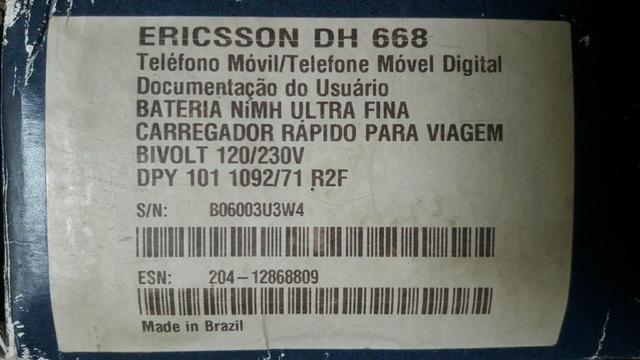 ERICSSON DH 668
Teléfono Móvil/Telefone Móvel Digital
Documentação do Usuário
BATERIA NiMH ULTRA FINA
CARREGADOR RÁPIDO PARA VIAGEM
BIVOLT 120/230V
DPY 101 1092/71 R2F
S/N: B06003U3W4
ESN: 204-12868809
Made in Brazil